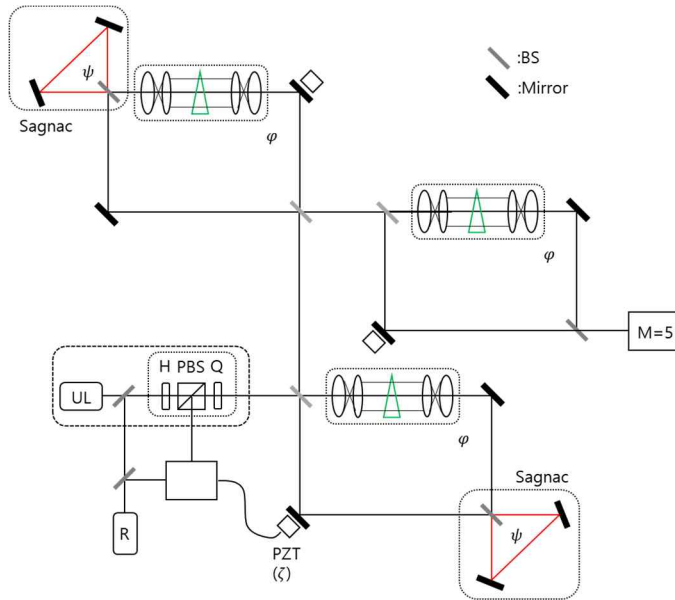 ψ
Sagnac
φ
:BS
:Mirror
φ
M=5
H PBS Q
UL
φ
R
PZT
(ζ)
Sagnac
ψ